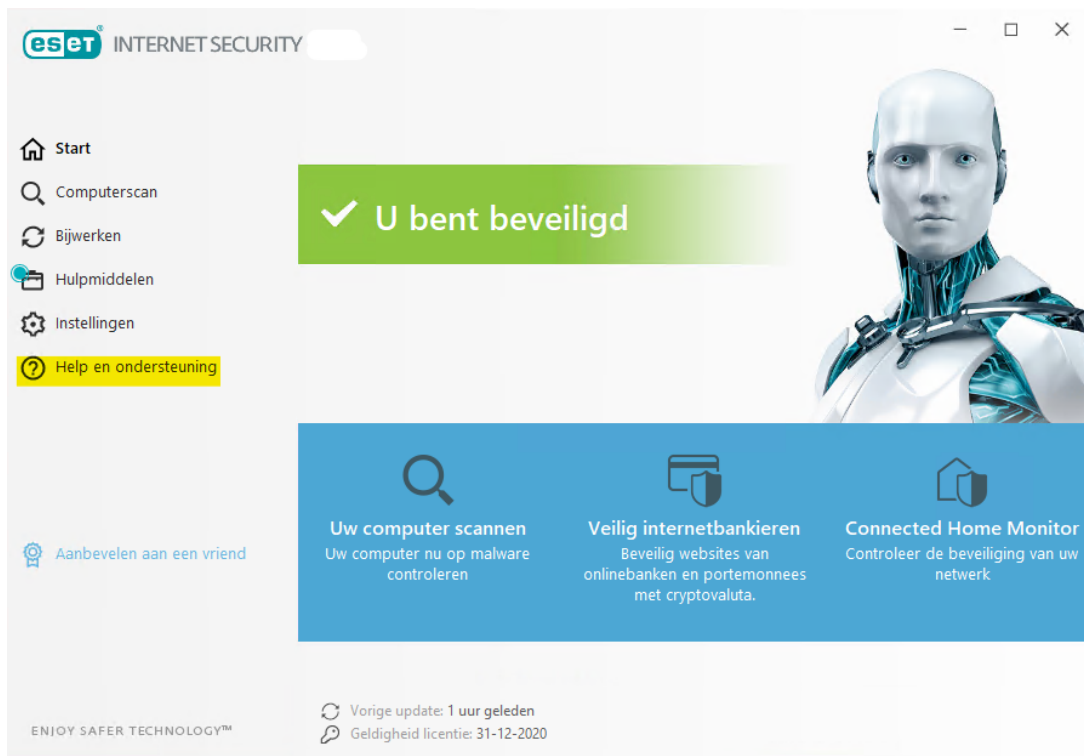 eset® INTERNET SECURITY
Start
Computerscan
Bijwerken
Hulpmiddelen
Instellingen
Help en ondersteuning
Aanbevelen aan een vriend
ENJOY SAFER TECHNOLOGY™
U bent beveiligd
Uw computer scannen
Uw computer nu op malware
controleren
Veilig internetbankieren
Beveilig websites van
onlinebanken en portemonnees
met cryptovaluta.
Connected Home Monitor
Controleer de beveiliging van uw
netwerk
Vorige update: 1 uur geleden
Geldigheid licentie: 31-12-2020